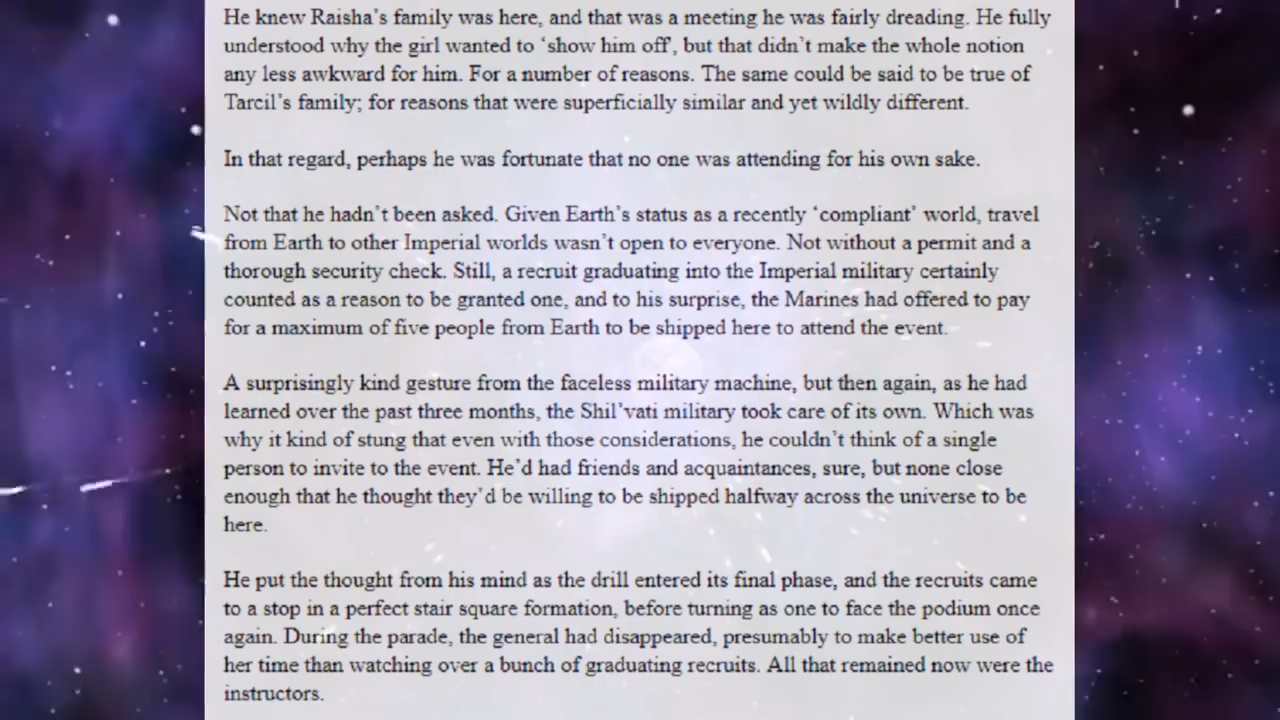 He knew Raisha's family was here, and that was a meeting he was fairly dreading. He fully
understood why the girl wanted to ‘show him off’, but that didn't make the whole notion
any less awkward for him. For a number of reasons. The same could be said to be true of
Tarcil's family; for reasons that were superficially similar and yet wildly different.
In that regard, perhaps he was fortunate that no one was attending for his own sake.
Not that he hadn't been asked. Given Earth's status as a recently ‘compliant’ world, travel
from Earth to other Imperial worlds wasn't open to everyone. Not without a permit and a
thorough security check. Still, a recruit graduating into the Imperial military certainly
counted as a reason to be granted one, and to his surprise, the Marines had offered to pay
for a maximum of five people from Earth to be shipped here to attend the event.
A surprisingly kind gesture from the faceless military machine, but then again, as he had
learned over the past three months, the Shil'vati military took care of its own. Which was
why it kind of stung that even with those considerations, he couldn't think of a single
person to invite to the event. He'd had friends and acquaintances, sure, but none close
enough that he thought they'd be willing to be shipped halfway across the universe to be
here.
He put the thought from his mind as the drill entered its final phase, and the recruits came
to a stop in a perfect stair square formation, before turning as one to face the podium once
again. During the parade, the general had disappeared, presumably to make better use of
her time than watching over a bunch of graduating recruits. All that remained now were the
instructors.